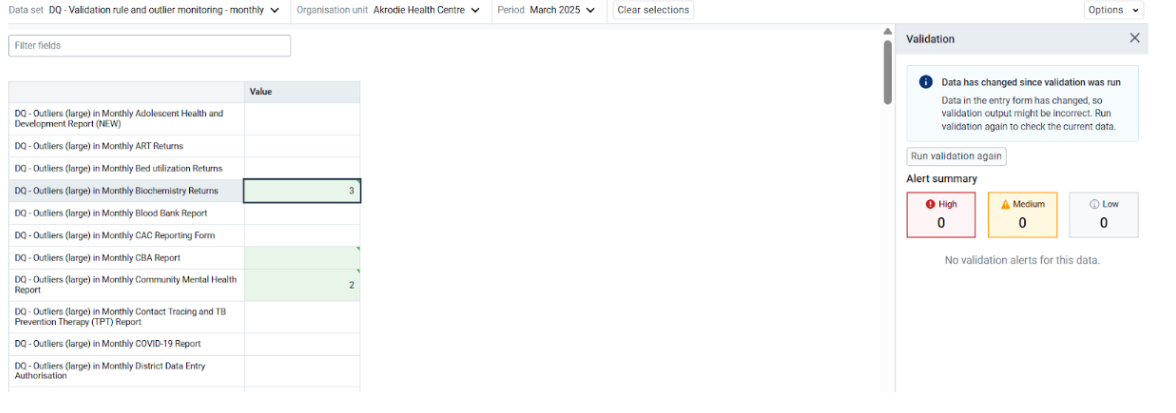 Data set DQ - Validation rule and outlier monitoring - monthly Organisation unit Akrodie Health Centre Period March 2025 Clear selections Options
Filter fields
Value
DQ - Outliers (large) in Monthly Adolescent Health and
Development Report (NEW)
DQ - Outliers (large) in Monthly ART Returns
DQ - Outliers (large) in Monthly Bed utilization Returns
DQ - Outliers (large) in Monthly Biochemistry Returns 3
DQ - Outliers (large) in Monthly Blood Bank Report
DQ - Outliers (large) in Monthly CAC Reporting Form
DQ - Outliers (large) in Monthly CBA Report
DQ - Outliers (large) in Monthly Community Mental Health
Report 2
DQ - Outliers (large) in Monthly Contact Tracing and TB
Prevention Therapy (TPT) Report
DQ - Outliers (large) in Monthly COVID-19 Report
DQ - Outliers (large) in Monthly District Data Entry
Authorisation
Validation
Data has changed since validation was run
Data in the entry form has changed, so
validation output might be incorrect. Run
validation again to check the current data.
Run validation again
Alert summary
High Medium Low
0 0 0
No validation alerts for this data.